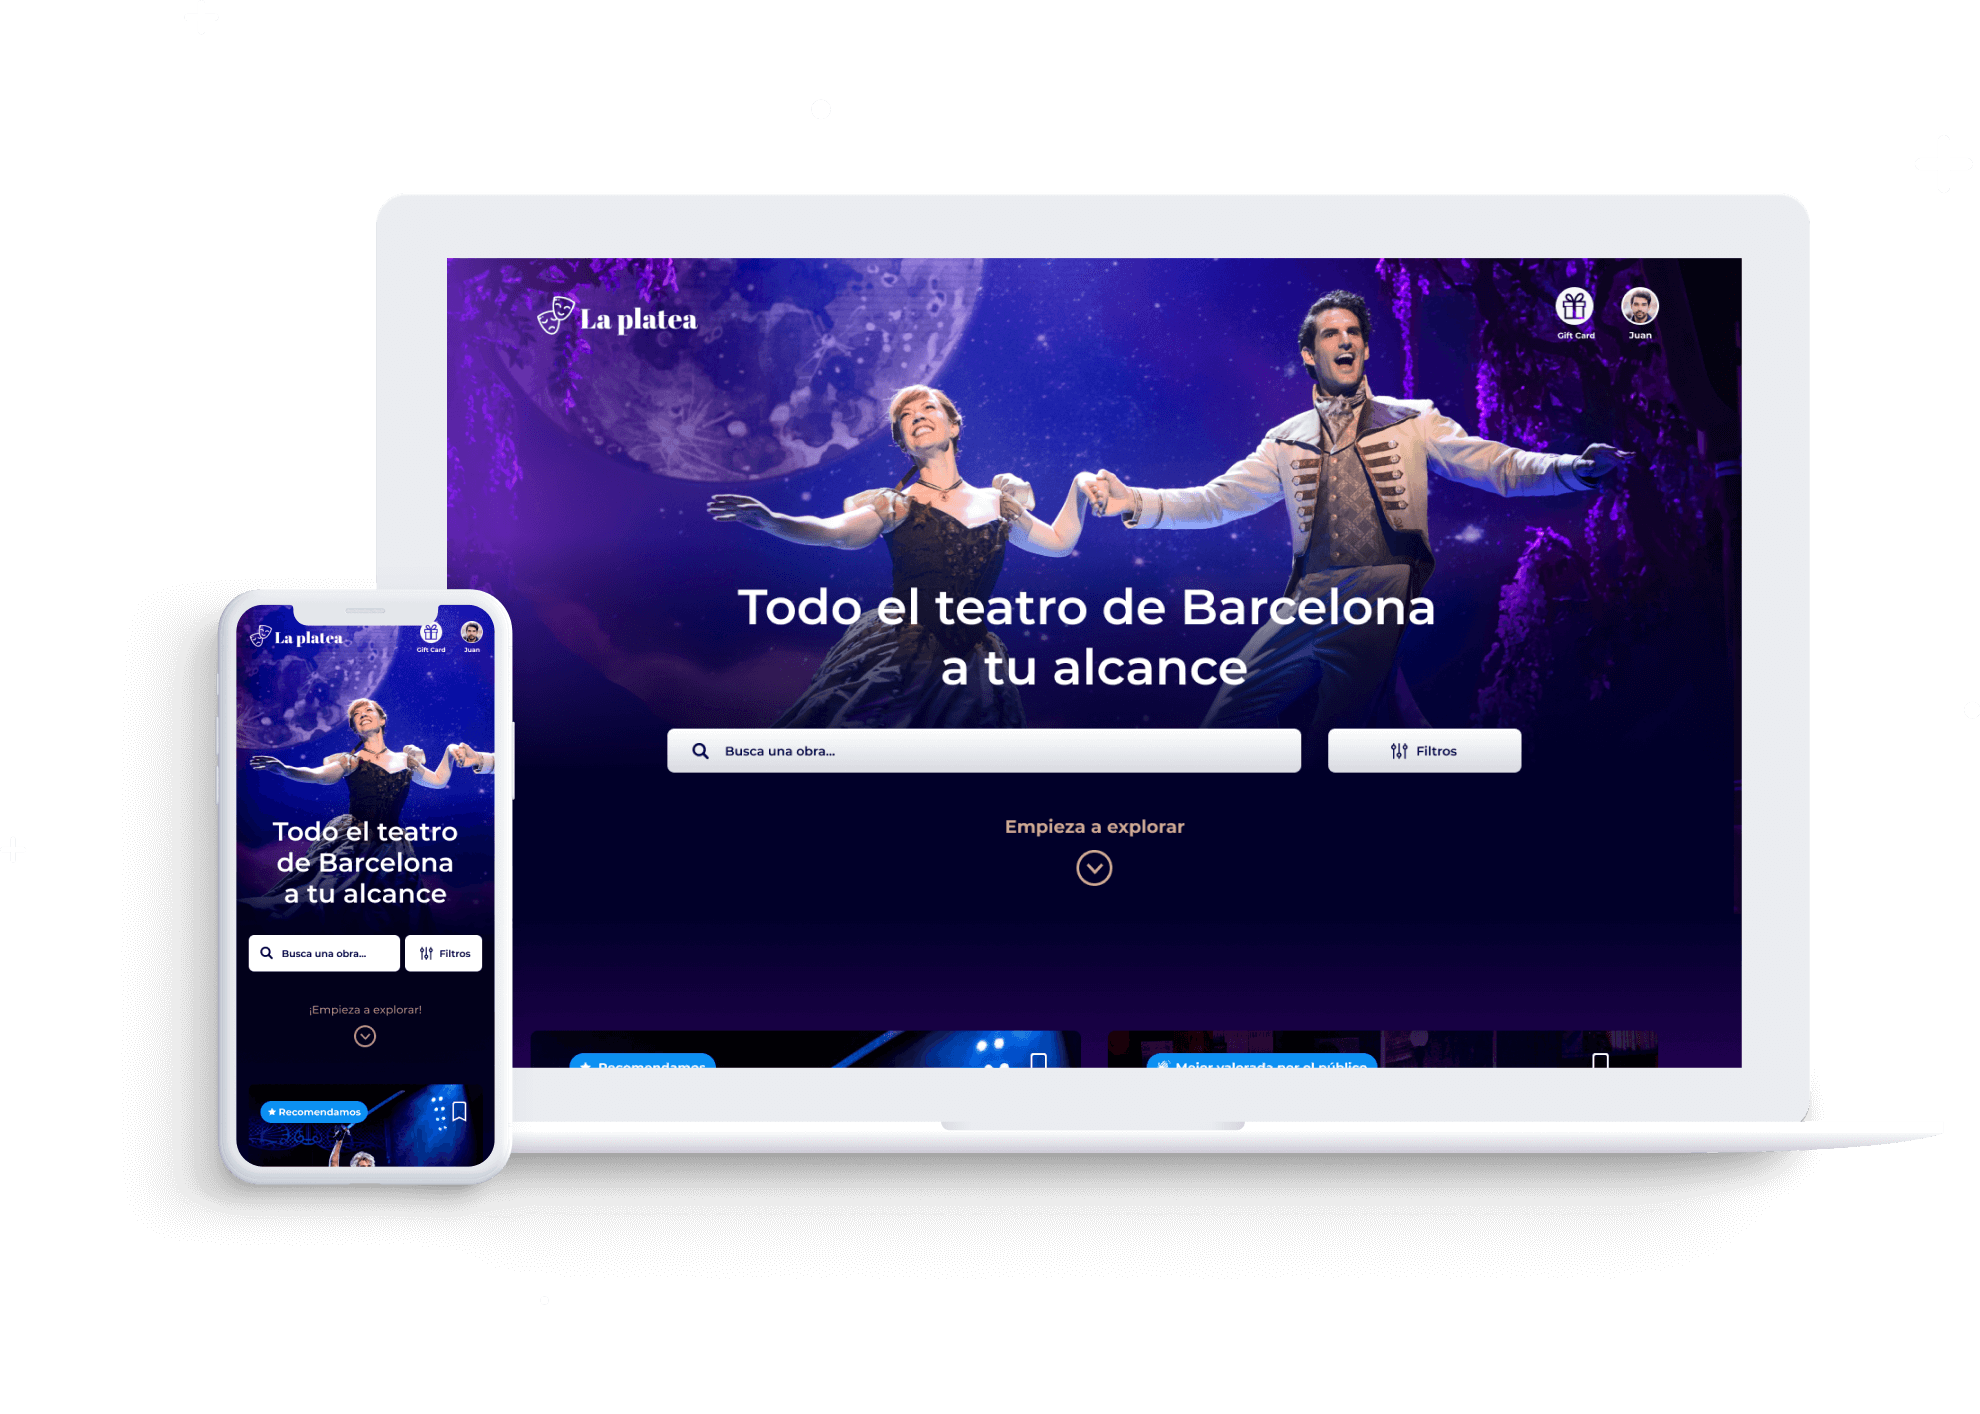 La platea
Gift Card
Juan
Todo el teatro de Barcelona
a tu alcance
Busca una obra...
Filtros
Empieza a explorar
Recomendamos
Mejor valorada por el público
La platea
Gift Card
Juan
Todo el teatro
de Barcelona
a tu alcance
Busca una obra...
Filtros
¡Empieza a explorar!
Recomendamos